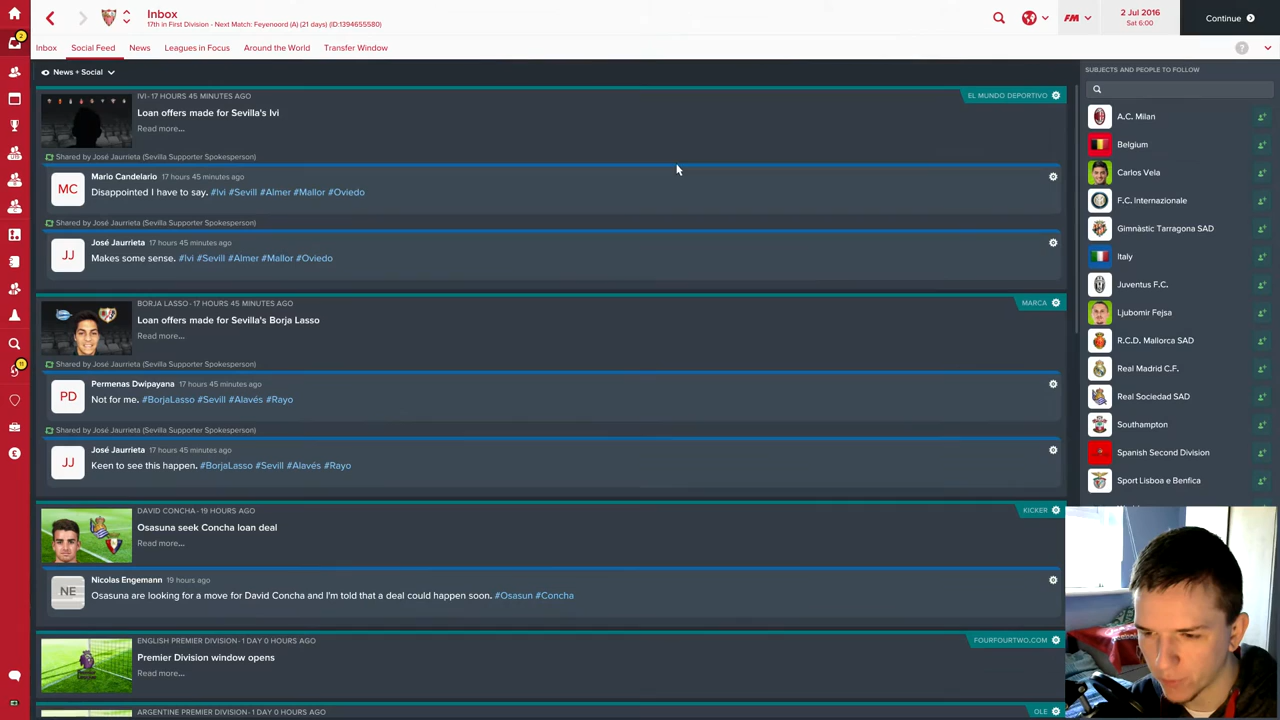 Inbox
17th in First Division - Next Match: Feyenoord (A) (21 days) (ID:1394655580)
FM
2 Jul 2016
Sat 6:00
Continue
2
Inbox
Social Feed
News
Leagues in Focus
Around the World
Transfer Window
News + Social
SUBJECTS AND PEOPLE TO FOLLOW
IVI - 17 HOURS 45 MINUTES AGO
EL MUNDO DEPORTIVO
Loan offers made for Sevilla's Ivi
Read more...
Shared by José Jaurrieta (Sevilla Supporter Spokesperson)
MC
Mario Candelario 17 hours 45 minutes ago
Disappointed I have to say. #Ivi #Sevill #Almer #Mallor #Oviedo
Shared by José Jaurrieta (Sevilla Supporter Spokesperson)
JJ
José Jaurrieta 17 hours 45 minutes ago
Makes some sense. #Ivi #Sevill #Almer #Mallor #Oviedo
BORJA LASSO - 17 HOURS 45 MINUTES AGO
MARCA
Loan offers made for Sevilla's Borja Lasso
Read more...
Shared by José Jaurrieta (Sevilla Supporter Spokesperson)
PD
Permenas Dwipayana 17 hours 45 minutes ago
Not for me. #BorjaLasso #Sevill #Alavés #Rayo
11
Shared by José Jaurrieta (Sevilla Supporter Spokesperson)
JJ
José Jaurrieta 17 hours 45 minutes ago
Keen to see this happen. #BorjaLasso #Sevill #Alavés #Rayo
DAVID CONCHA - 19 HOURS AGO
KICKER
Osasuna seek Concha loan deal
Read more...
NE
Nicolas Engemann 19 hours ago
Osasuna are looking for a move for David Concha and I'm told that a deal could happen soon. #Osasun #Concha
ENGLISH PREMIER DIVISION - 1 DAY 0 HOURS AGO
FOURFOURTWO.COM
Premier Division window opens
Read more...
ARGENTINE PREMIER DIVISION - 1 DAY 0 HOURS AGO
OLE
A.C. Milan
Belgium
Carlos Vela
F.C. Internazionale
Gimnàstic Tarragona SAD
Italy
Juventus F.C.
Ljubomir Fejsa
R.C.D. Mallorca SAD
Real Madrid C.F.
Real Sociedad SAD
Southampton
Spanish Second Division
Sport Lisboa e Benfica